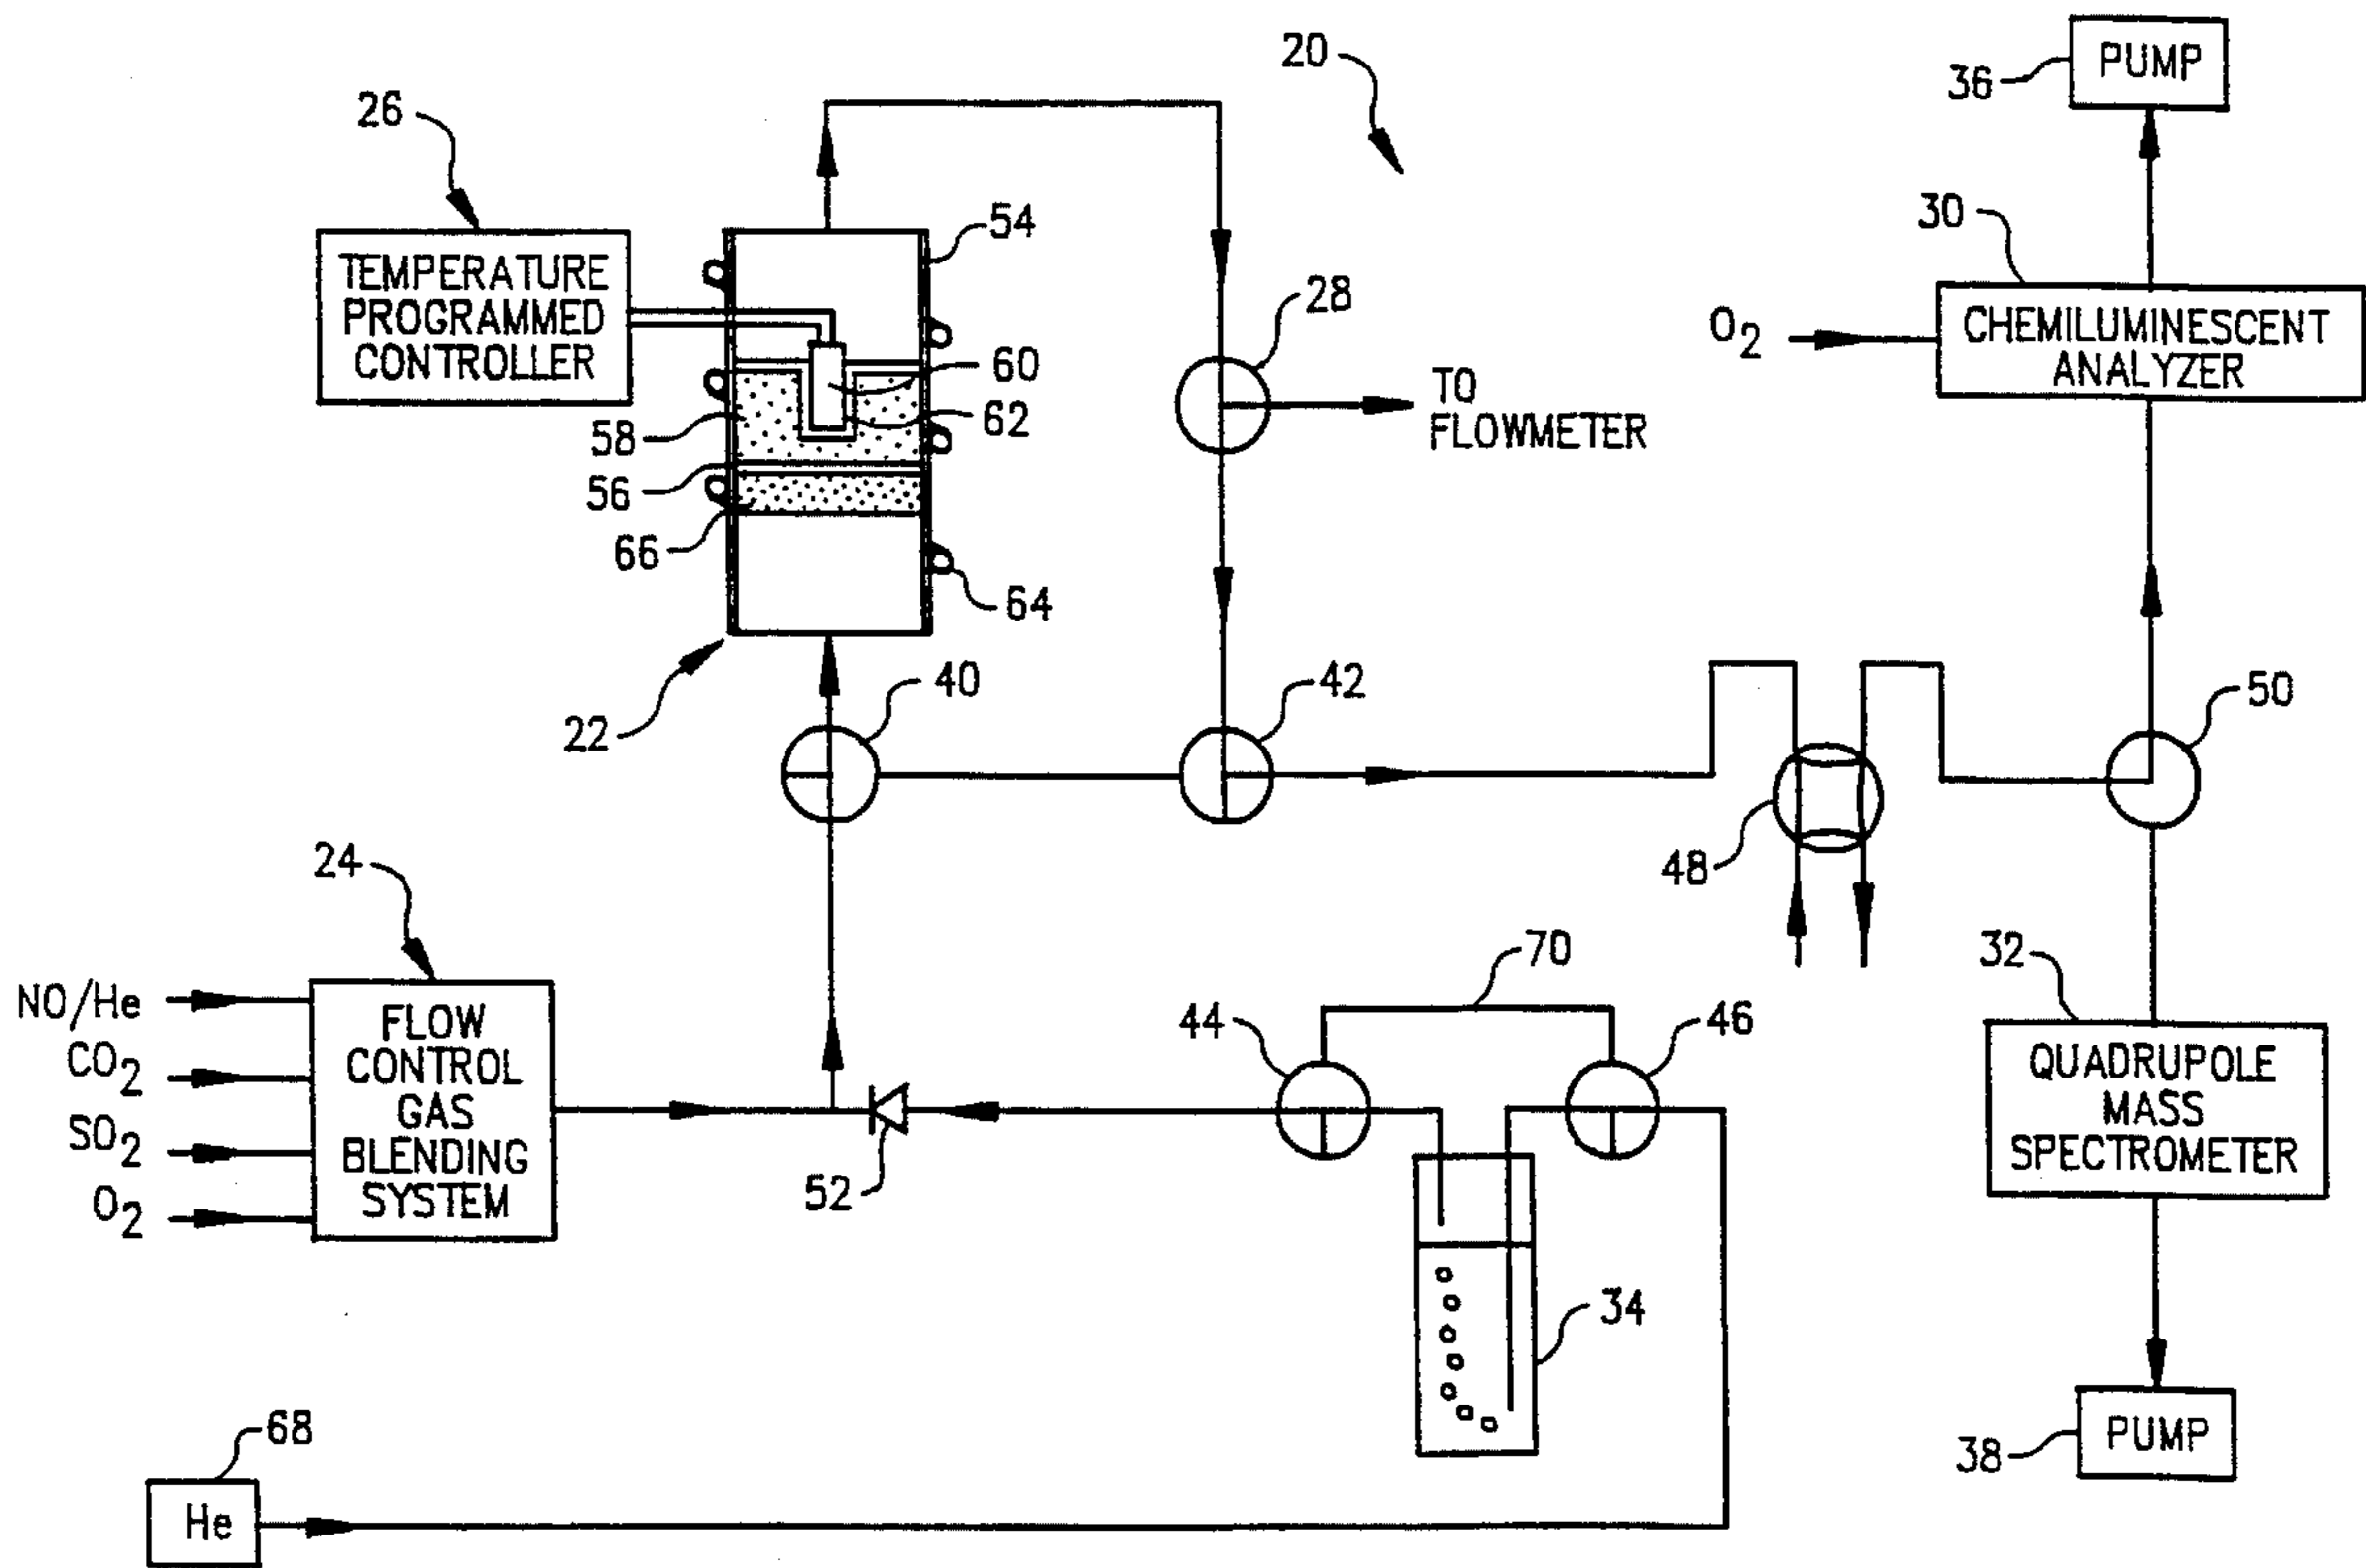 20
PUMP
36
26
30
54
TEMPERATURE
PROGRAMMED
CONTROLLER
28
O2
CHEMILUMINESCENT
ANALYZER
60
TO
FLOWMETER
62
58
56
66
64
40
42
50
22
48
24
70
32
NO/He
CO2
SO2
O2
FLOW
CONTROL
GAS
BLENDING
SYSTEM
44
46
QUADRUPOLE
MASS
SPECTROMETER
52
34
68
He
38
PUMP